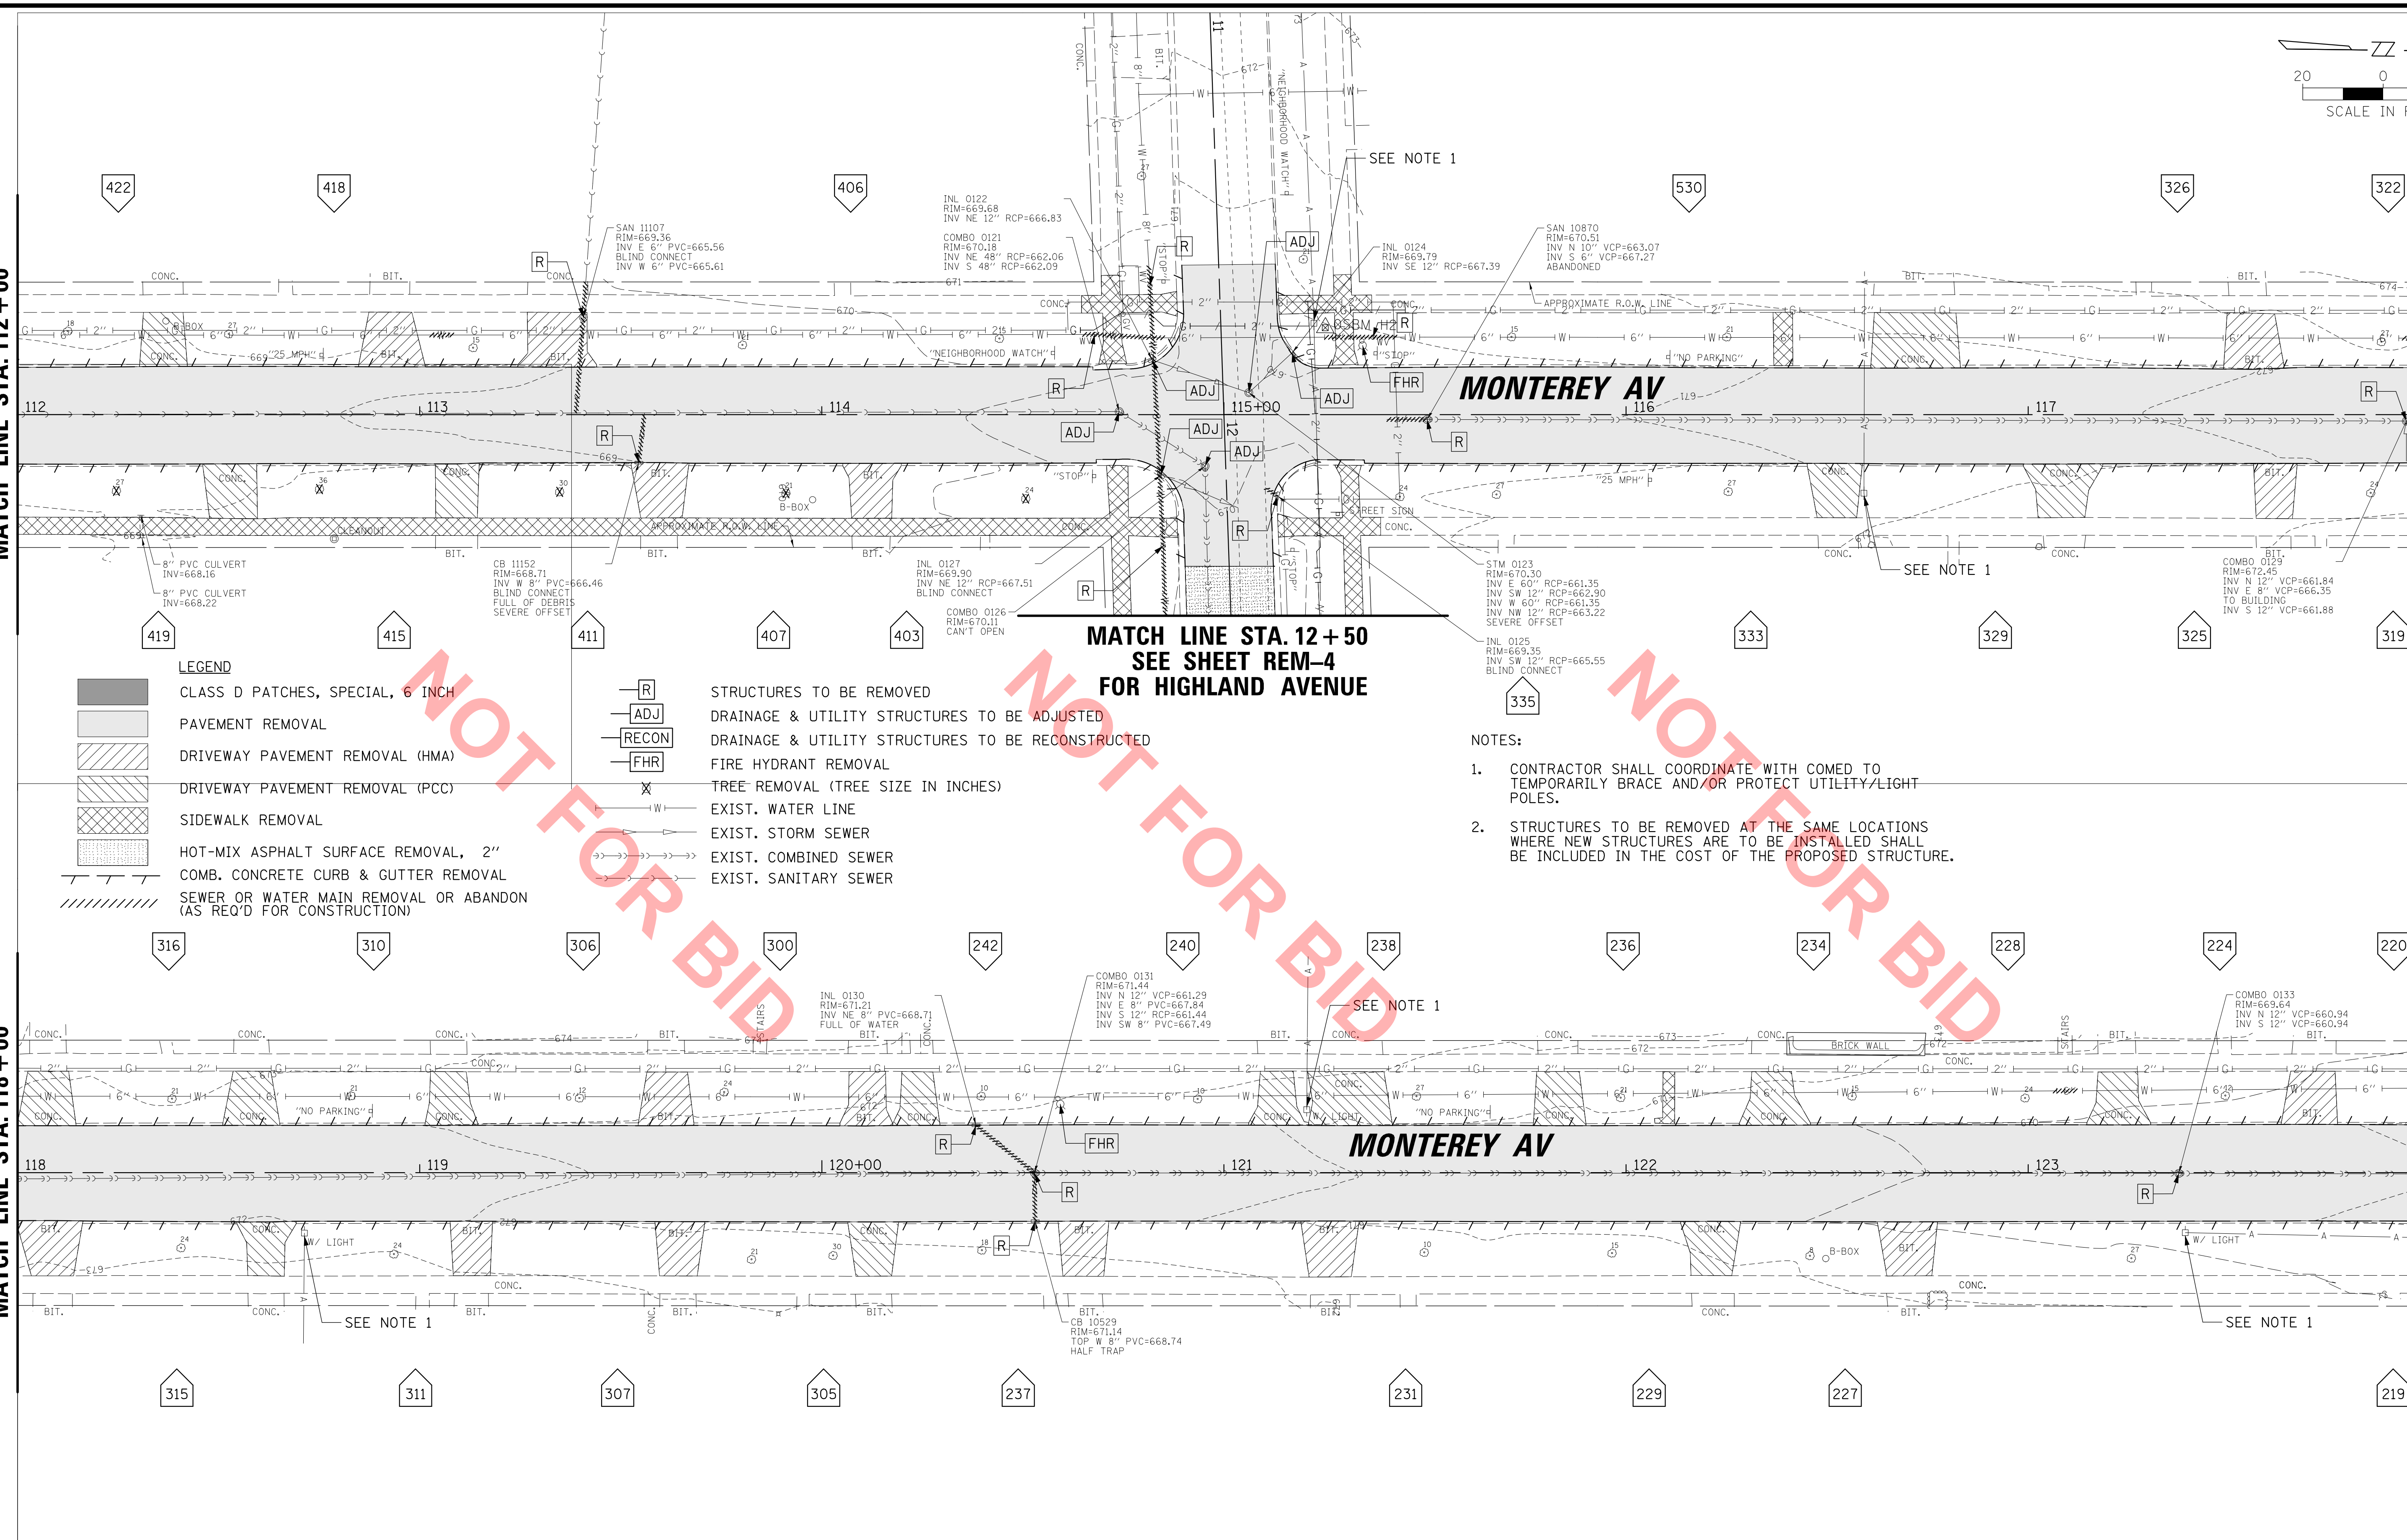 20 0
SCALE IN F
MATCH LINE STA. 112+00
422
418
406
530
326
322
SEE NOTE 1
"NEIGHBORHOOD WATCH"
INL 0122
RIM=669.68
INV NE 12" RCP=666.83
COMBO 0121
RIM=670.18
INV NE 48" RCP=662.06
INV S 48" RCP=662.09
SAN 11107
RIM=669.36
INV E 6" PVC=565.56
BLIND CONNECT
INV W 6" PVC=665.61
INL 0124
RIM=669.79
INV SE 12" RCP=667.39
SAN 10870
RIM=670.51
INV N 10" VCP=663.07
INV S 6" VCP=667.27
ABANDONED
APPROXIMATE R.O.W. LINE
B-BOX
"25 MPH"
"NEIGHBORHOOD WATCH"
"STOP"
"NO PARKING"
MONTEREY AV
112
113
114
115+00
116
117
R
ADJ
FHR
"STOP"
"25 MPH"
STREET SIGN
B-BOX
CLEANOUT
APPROXIMATE R.O.W. LINE
CONC.
BIT.
8" PVC CULVERT
INV=668.16
8" PVC CULVERT
INV=668.22
CB 11152
RIM=668.71
INV W 8" PVC=666.46
BLIND CONNECT
FULL OF DEBRIS
SEVERE OFFSET
INL 0127
RIM=669.90
INV NE 12" RCP=667.51
BLIND CONNECT
COMBO 0126
RIM=670.11
CAN'T OPEN
STM 0123
RIM=670.30
INV E 60" RCP=661.35
INV SW 12" RCP=662.90
INV W 60" RCP=661.35
INV NW 12" RCP=663.22
SEVERE OFFSET
INL 0125
RIM=669.35
INV SW 12" RCP=665.55
BLIND CONNECT
SEE NOTE 1
COMBO 0129
RIM=672.45
INV N 12" VCP=661.84
INV E 8" VCP=666.35
TO BUILDING
INV S 12" VCP=661.88
419
415
411
407
403
335
333
329
325
319
MATCH LINE STA. 12+50
SEE SHEET REM-4
FOR HIGHLAND AVENUE
LEGEND
CLASS D PATCHES, SPECIAL, 6 INCH
PAVEMENT REMOVAL
DRIVEWAY PAVEMENT REMOVAL (HMA)
DRIVEWAY PAVEMENT REMOVAL (PCC)
SIDEWALK REMOVAL
HOT-MIX ASPHALT SURFACE REMOVAL, 2"
COMB. CONCRETE CURB & GUTTER REMOVAL
SEWER OR WATER MAIN REMOVAL OR ABANDON
(AS REQ'D FOR CONSTRUCTION)
R STRUCTURES TO BE REMOVED
ADJ DRAINAGE & UTILITY STRUCTURES TO BE ADJUSTED
RECON DRAINAGE & UTILITY STRUCTURES TO BE RECONSTRUCTED
FHR FIRE HYDRANT REMOVAL
TREE REMOVAL (TREE SIZE IN INCHES)
W EXIST. WATER LINE
EXIST. STORM SEWER
EXIST. COMBINED SEWER
EXIST. SANITARY SEWER
NOTES:
1. CONTRACTOR SHALL COORDINATE WITH COMED TO
TEMPORARILY BRACE AND/OR PROTECT UTILITY/LIGHT
POLES.
2. STRUCTURES TO BE REMOVED AT THE SAME LOCATIONS
WHERE NEW STRUCTURES ARE TO BE INSTALLED SHALL
BE INCLUDED IN THE COST OF THE PROPOSED STRUCTURE.
NOT FOR BID
NOT FOR BID
NOT FOR BID
MATCH LINE STA. 118+00
316
310
306
300
242
240
238
236
234
228
224
220
INL 0130
RIM=671.21
INV NE 8" PVC=668.71
FULL OF WATER
COMBO 0131
RIM=671.44
INV N 12" VCP=661.29
INV E 8" PVC=667.84
INV S 12" RCP=661.44
INV SW 8" PVC=667.49
SEE NOTE 1
COMBO 0133
RIM=669.64
INV N 12" VCP=660.94
INV S 12" VCP=660.94
STAIRS
BRICK WALL
STAIRS
"NO PARKING"
W/ LIGHT
"NO PARKING"
MONTEREY AV
118
119
120+00
121
122
123
R
FHR
W/ LIGHT
B-BOX
W/ LIGHT
SEE NOTE 1
CB 10529
RIM=671.14
TOP W 8" PVC=668.74
HALF TRAP
SEE NOTE 1
315
311
307
305
237
231
229
227
219